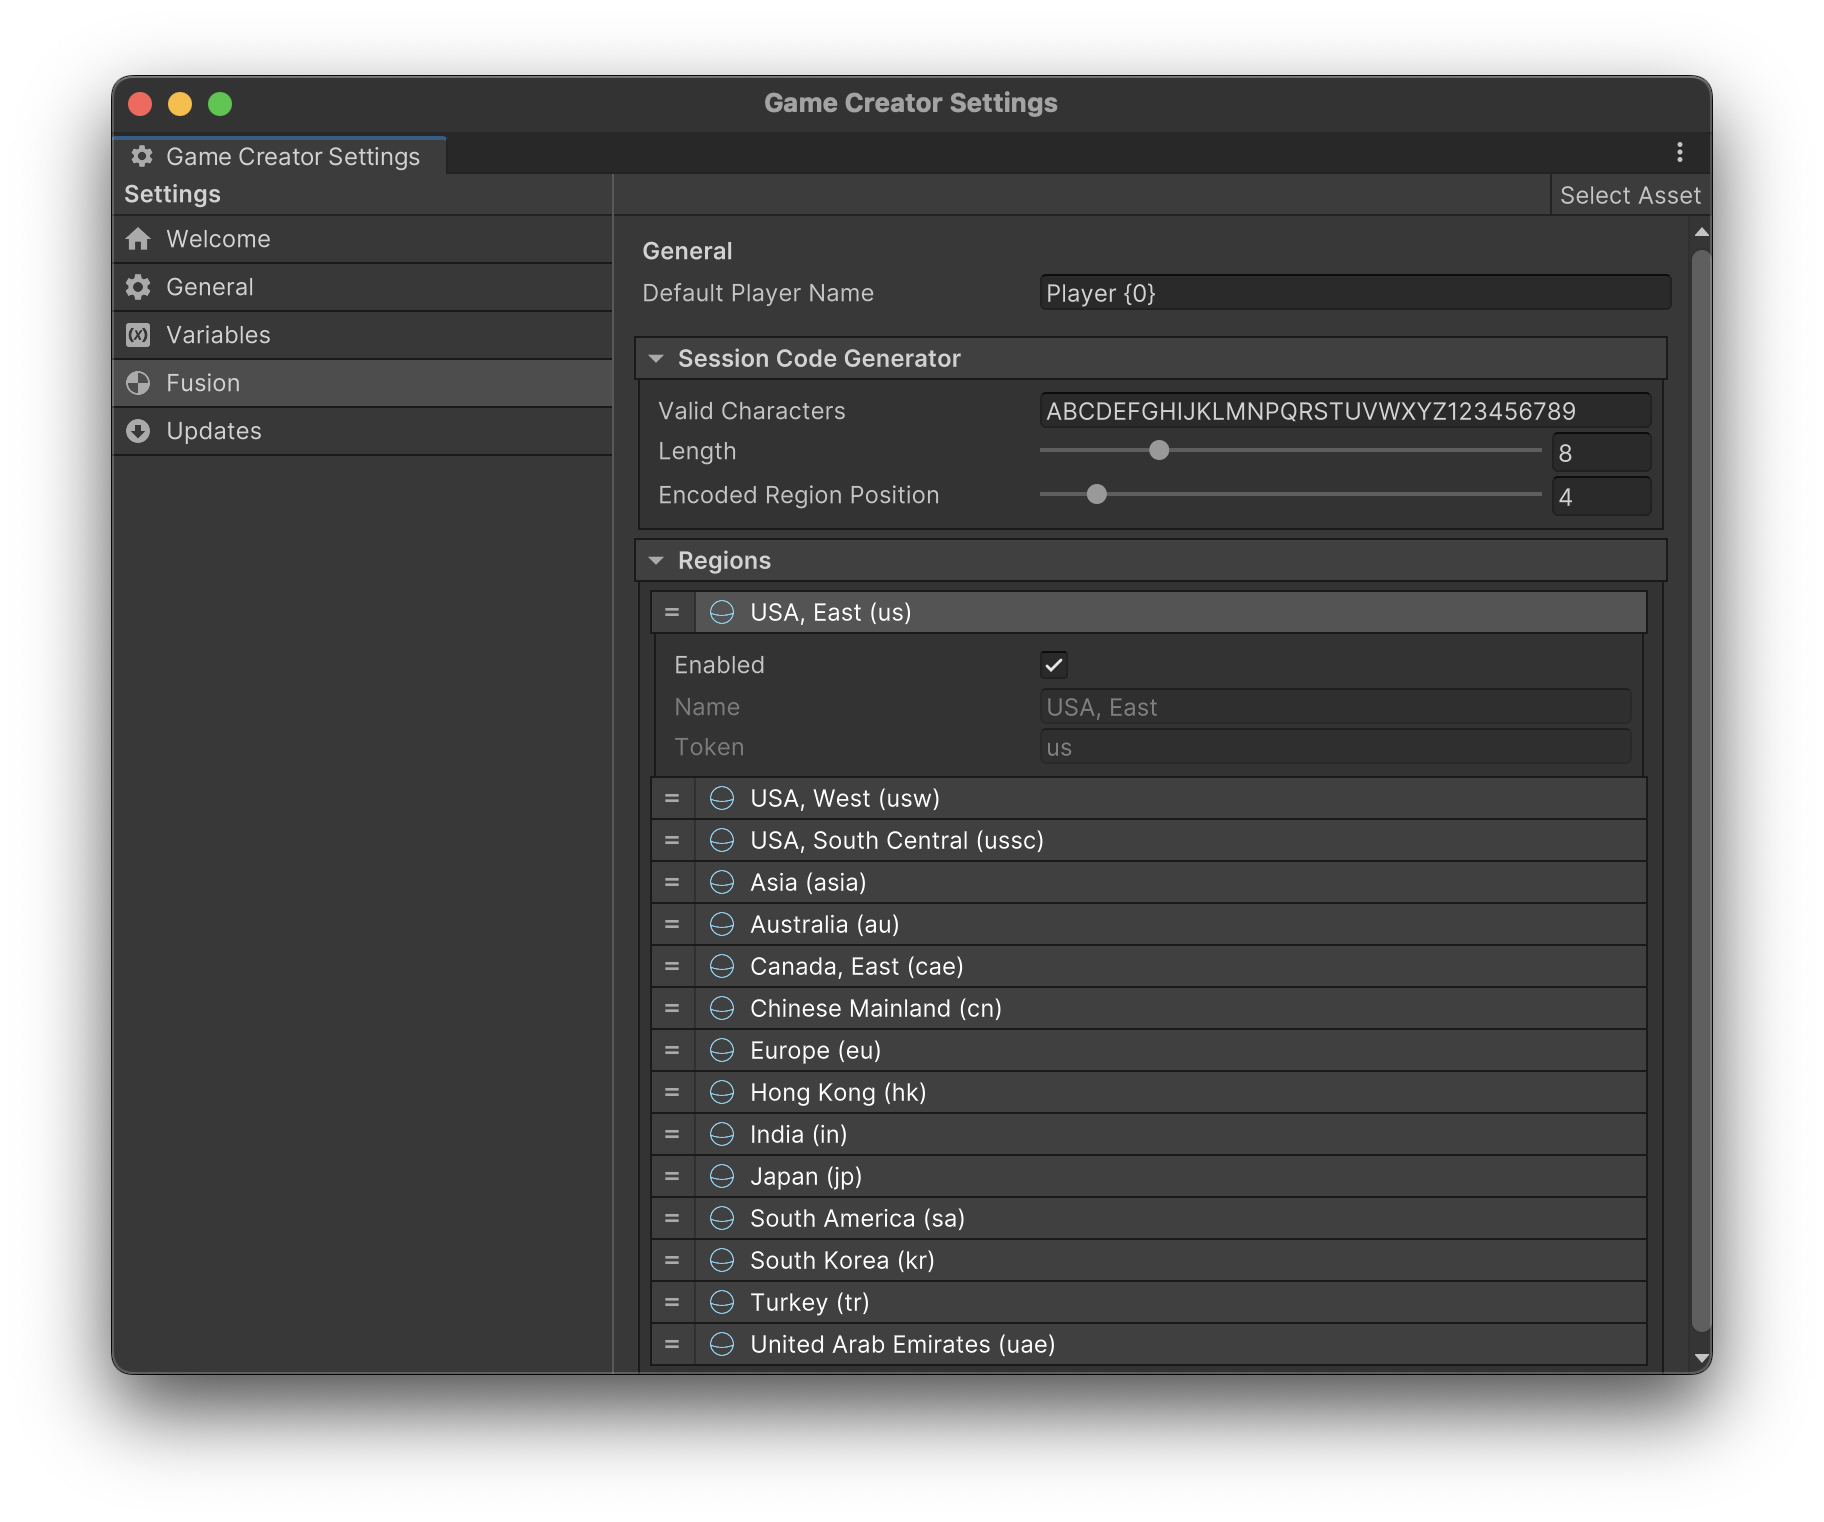 Game Creator Settings
Game Creator Settings
Settings
Select Asset
Welcome
General
Variables
Fusion
Updates
General
Default Player Name Player {0}
Session Code Generator
Valid Characters ABCDEFGHIJKLMNPQRSTUVWXYZ123456789
Length 8
Encoded Region Position 4
Regions
= USA, East (us)
Enabled
Name USA, East
Token us
= USA, West (usw)
= USA, South Central (ussc)
= Asia (asia)
= Australia (au)
= Canada, East (cae)
= Chinese Mainland (cn)
= Europe (eu)
= Hong Kong (hk)
= India (in)
= Japan (jp)
= South America (sa)
= South Korea (kr)
= Turkey (tr)
= United Arab Emirates (uae)